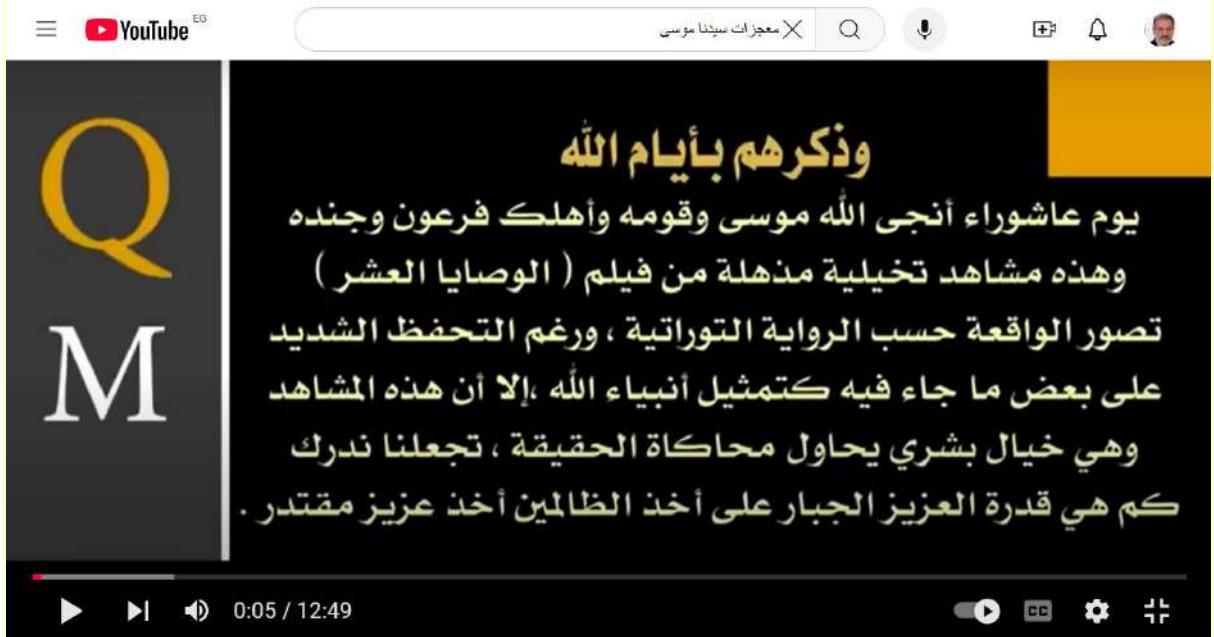 YouTube EG
معجزات سيدنا موسى
Q
M
وذكرهم بأيام الله
يوم عاشوراء أنجى الله موسى وقومه وأهلك فرعون وجنده
وهذه مشاهد تخيلية مذهلة من فيلم ( الوصايا العشر )
تصور الواقعة حسب الرواية التوراتية ، ورغم التحفظ الشديد
على بعض ما جاء فيه كتمثيل أنبياء الله ،إلا أن هذه المشاهد
وهي خيال بشري يحاول محاكاة الحقيقة ، تجعلنا ندرك
كم هي قدرة العزيز الجبار على أخذ الظالمين أخذ عزيز مقتدر .
0:05 / 12:49
CC